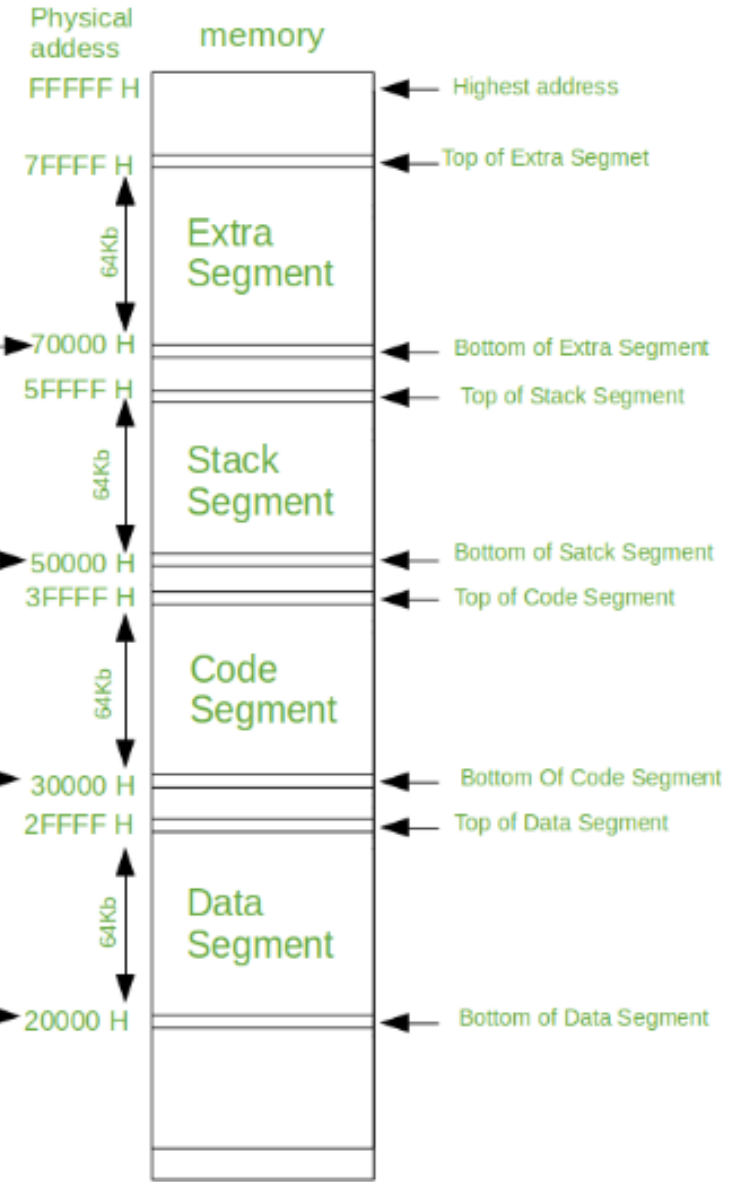 Physical
addess
memory
FFFFF H
Highest address
7FFFF H
Top of Extra Segmet
64Kb
Extra
Segment
70000 H
Bottom of Extra Segment
5FFFF H
Top of Stack Segment
64Kb
Stack
Segment
50000 H
Bottom of Satck Segment
3FFFF H
Top of Code Segment
64Kb
Code
Segment
30000 H
Bottom Of Code Segment
2FFFF H
Top of Data Segment
64Kb
Data
Segment
20000 H
Bottom of Data Segment